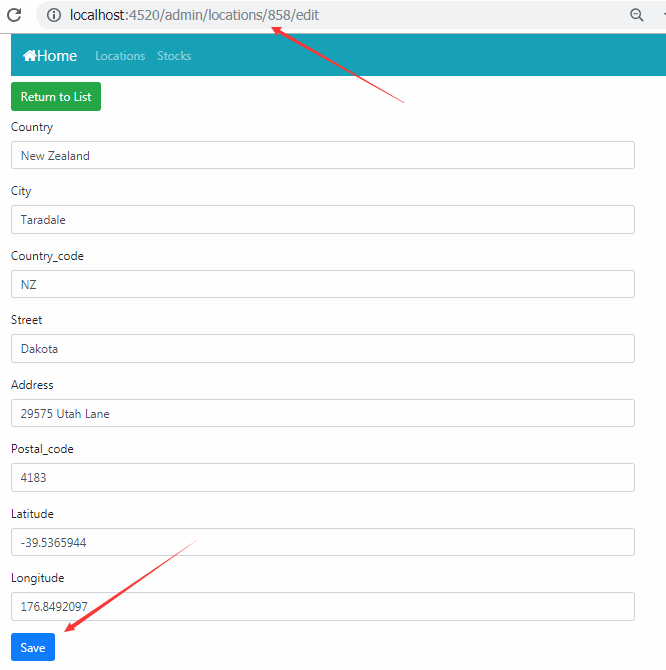 localhost:4520/admin/locations/858/edit
Home Locations Stocks
Return to List
Country
New Zealand
City
Taradale
Country_code
NZ
Street
Dakota
Address
29575 Utah Lane
Postal_code
4183
Latitude
-39.5365944
Longitude
176.8492097
Save